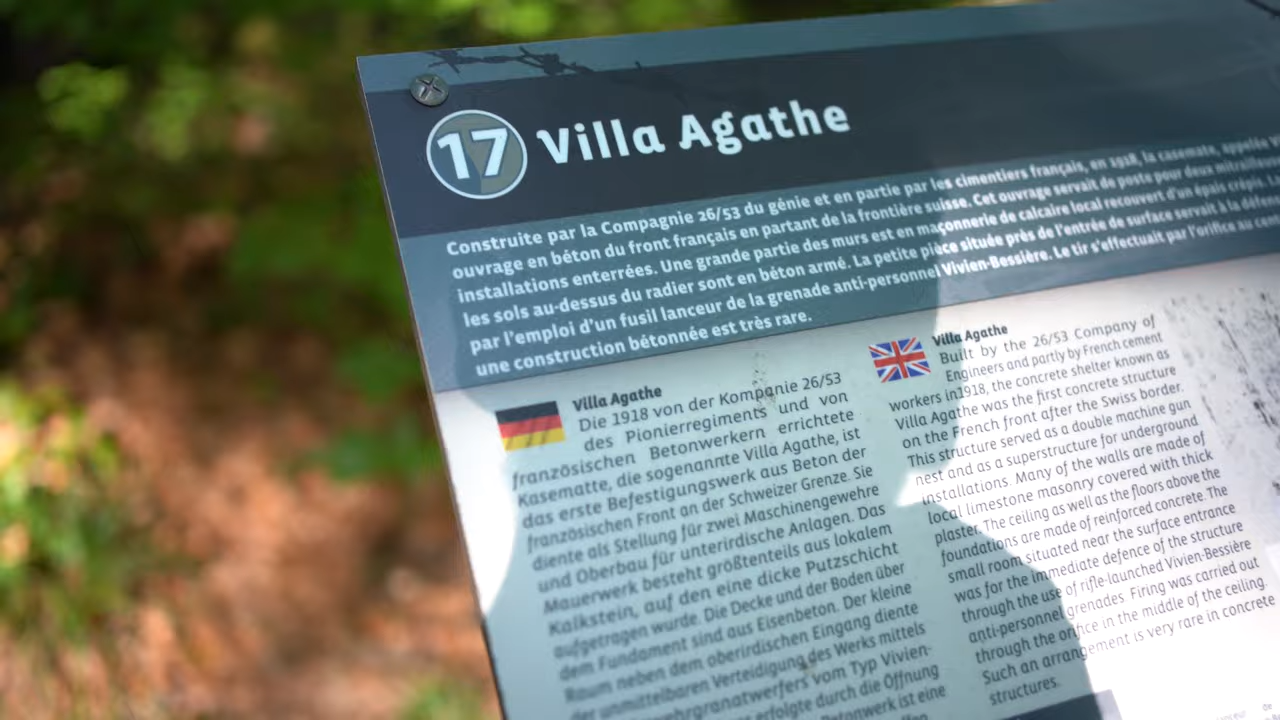 17 Villa Agathe
Construite par la Compagnie 26/53 du génie et en partie par les cimentiers français, en 1918, la casemate, appelée
ouvrage en béton du front français en partant de la frontière suisse. Cet ouvrage servait de poste pour deux mitrailleuses
installations enterrées. Une grande partie des murs est en maçonnerie de calcaire local recouvert d'un épais crépis.
les sols au-dessus du radier sont en béton armé. La petite pièce située près de l'entrée de surface servait à la
par l'emploi d'un fusil lanceur de la grenade anti-personnel Vivien-Bessière. Le tir s'effectuait par l'orifice au
une construction bétonnée est très rare.
Villa Agathe
Die 1918 von der Kompanie 26/53
des Pionierregiments und von
französischen Betonwerkern errichtete
Kasematte, die sogenannte Villa Agathe, ist
das erste Befestigungswerk aus Beton der
französischen Front an der Schweizer Grenze. Sie
diente als Stellung für zwei Maschinengewehre
und Oberbau für unterirdische Anlagen. Das
Mauerwerk besteht größtenteils aus lokalem
Kalkstein, auf den eine dicke Putzschicht
aufgetragen wurde. Die Decke und der Boden über
dem Fundament sind aus Eisenbeton. Der kleine
Raum neben dem oberirdischen Eingang diente
der unmittelbaren Verteidigung des Werks mittels
vom Typ Vivien-
erfolgte durch die Öffnung
ist eine
Villa Agathe
Built by the 26/53 Company of
Engineers and partly by French cement
workers in1918, the concrete shelter known as
Villa Agathe was the first concrete structure
on the French front after the Swiss border.
This structure served as a double machine gun
nest and as a superstructure for underground
installations. Many of the walls are made of
local limestone masonry covered with thick
plaster. The ceiling as well as the floors above the
foundations are made of reinforced concrete. The
small room situated near the surface entrance
was for the immediate defence of the structure
through the use of rifle-launched Vivien-Bessière
anti-personnel grenades. Firing was carried out
through the orifice in the middle of the ceiling.
Such an arrangement is very rare in concrete
structures.